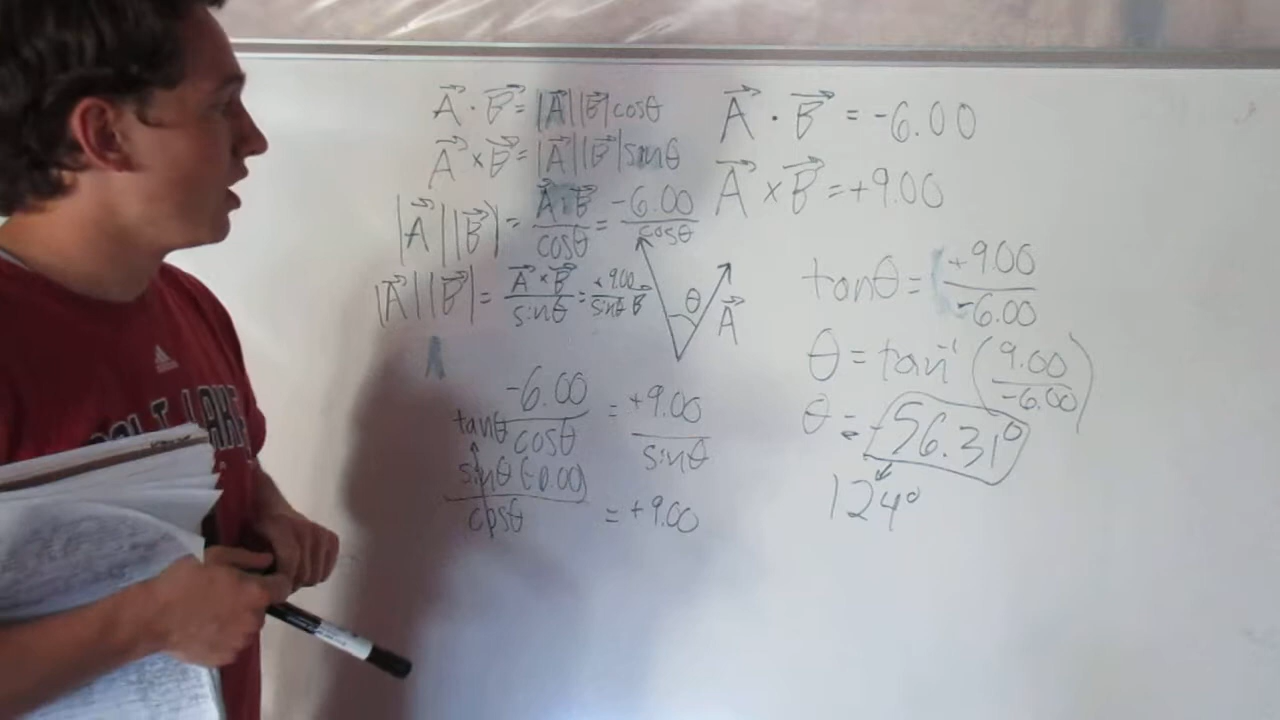 A · B = |A||B|cosθ
A × B = |A||B|sinθ
|A||B| = A · B / cosθ = -6.00 / cosθ
|A||B| = A × B / sinθ = +9.00 / sinθ
B θ A
-6.00 / cosθ = +9.00 / sinθ
tanθ
sinθ (-6.00) / cosθ = +9.00
A · B = -6.00
A × B = +9.00
tanθ = +9.00 / -6.00
θ = tan⁻¹ (9.00 / -6.00)
θ = -56.31°
124°